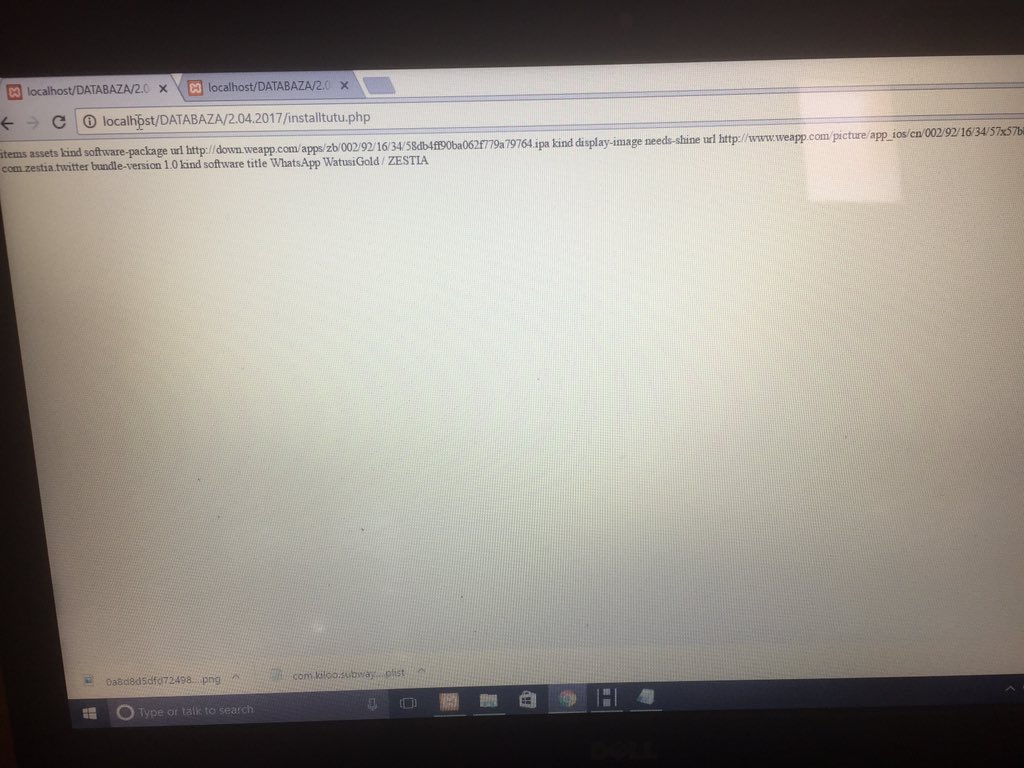 localhost/DATABAZA/2.0
localhost/DATABAZA/2.0
localhost/DATABAZA/2.04.2017/installtutu.php
items assets kind software-package url http://down.weapp.com/apps/zb/002/92/16/34/58db4ff90ba062f779a79764.ipa kind display-image needs-shine url http://www.weapp.com/picture/app_ios/cn/002/92/16/34/57x57b
com.zestia.twitter bundle-version 1.0 kind software title WhatsApp WatusiGold / ZESTIA
0a8d8d5dfd72498....png
com.kiloo.subway....plist
Type or talk to search
DELL